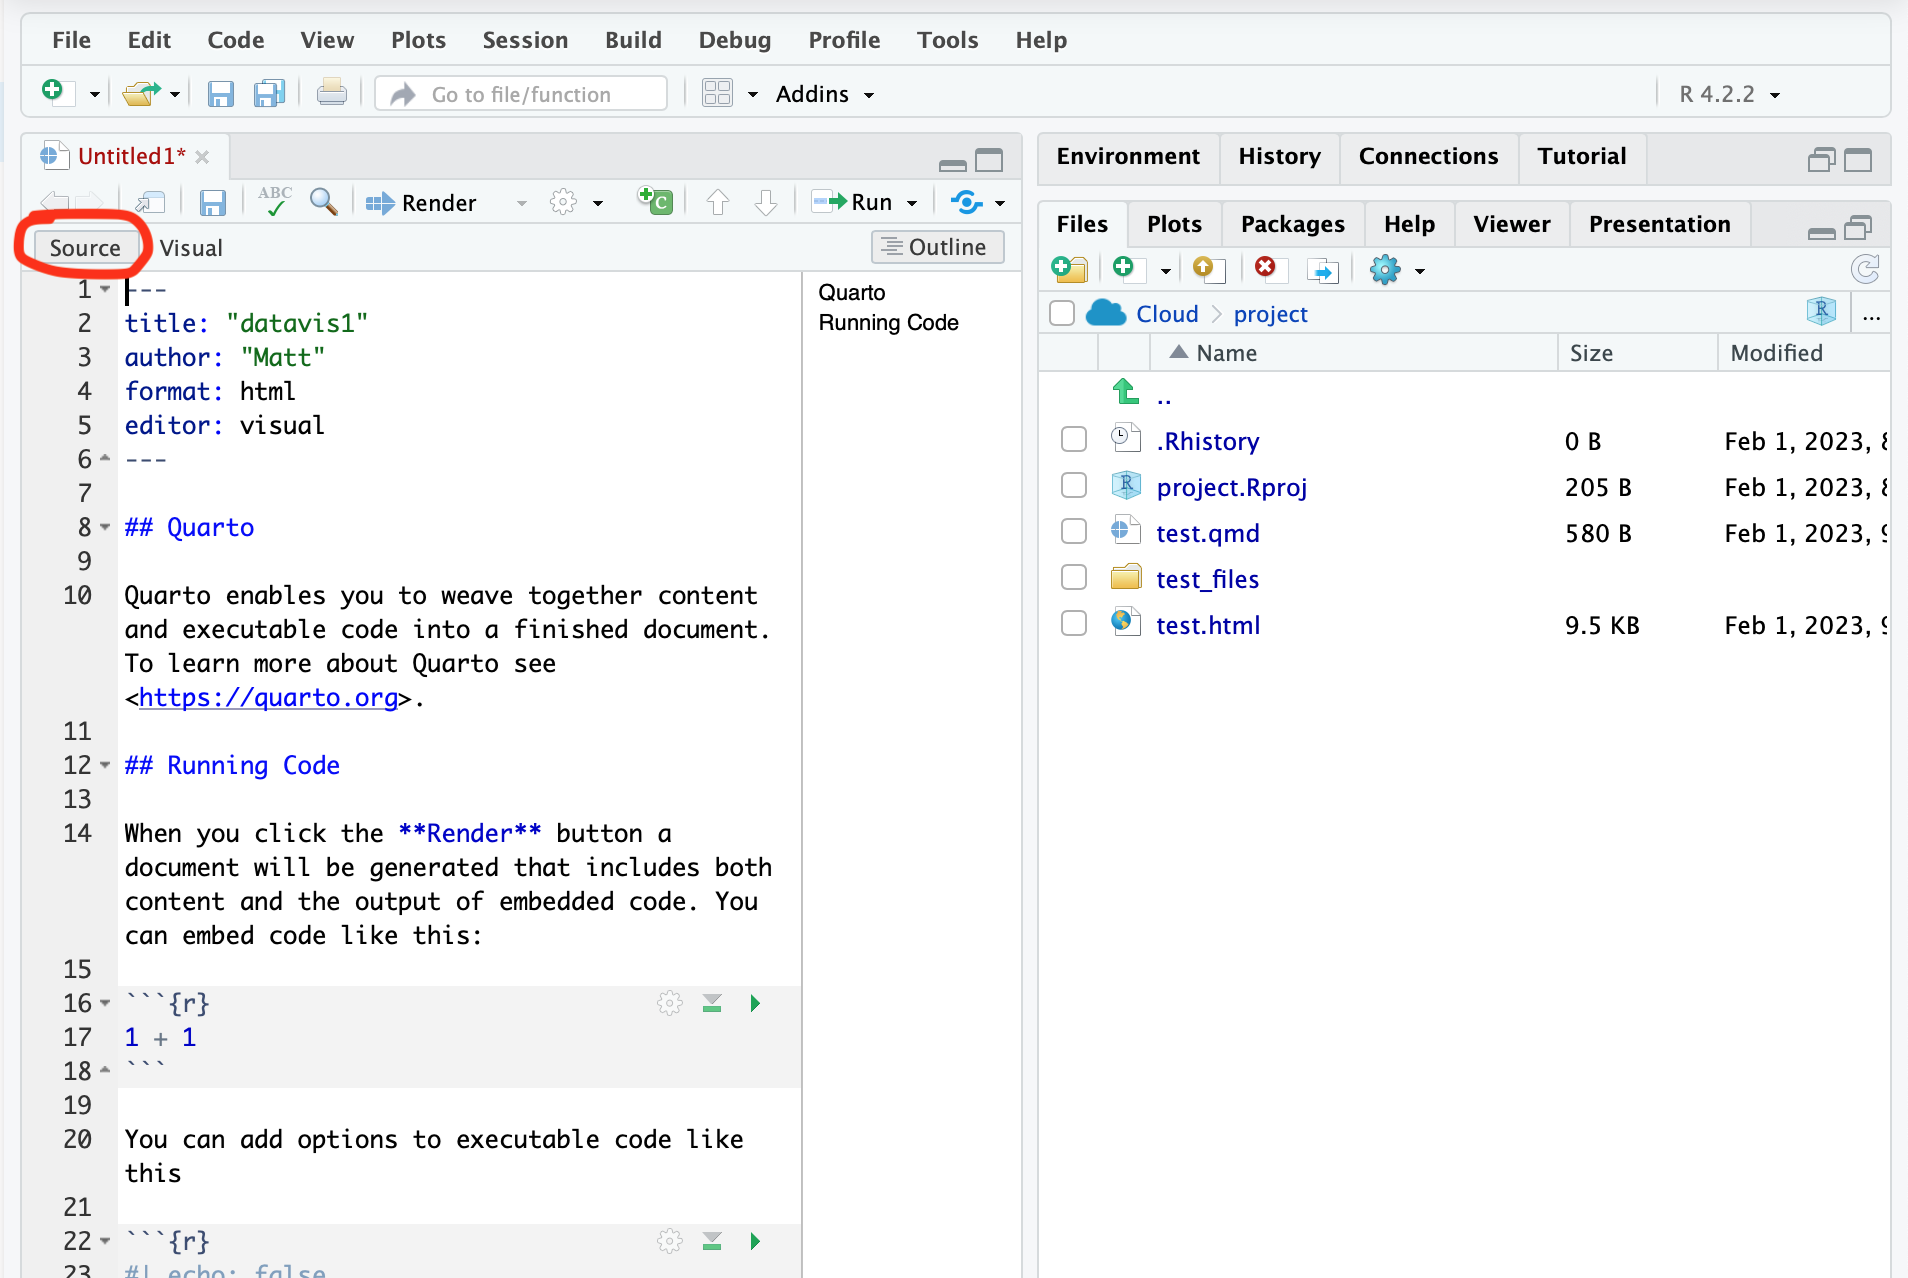 File Edit Code View Plots Session Build Debug Profile Tools Help
Go to file/function Addins R 4.2.2
Untitled1*
ABC Render Run
Source Visual Outline
1 ---
2 title: "datavis1"
3 author: "Matt"
4 format: html
5 editor: visual
6 ---
7
8 ## Quarto
9
10 Quarto enables you to weave together content
and executable code into a finished document.
To learn more about Quarto see
<https://quarto.org>.
11
12 ## Running Code
13
14 When you click the **Render** button a
document will be generated that includes both
content and the output of embedded code. You
can embed code like this:
15
16 ```{r}
17 1 + 1
18 ```
19
20 You can add options to executable code like
this
21
22 ```{r}
23 #| echo: false
Quarto
Running Code
Environment History Connections Tutorial
Files Plots Packages Help Viewer Presentation
Cloud project ...
Name Size Modified
..
.Rhistory 0 B Feb 1, 2023,
project.Rproj 205 B Feb 1, 2023,
test.qmd 580 B Feb 1, 2023,
test_files
test.html 9.5 KB Feb 1, 2023,